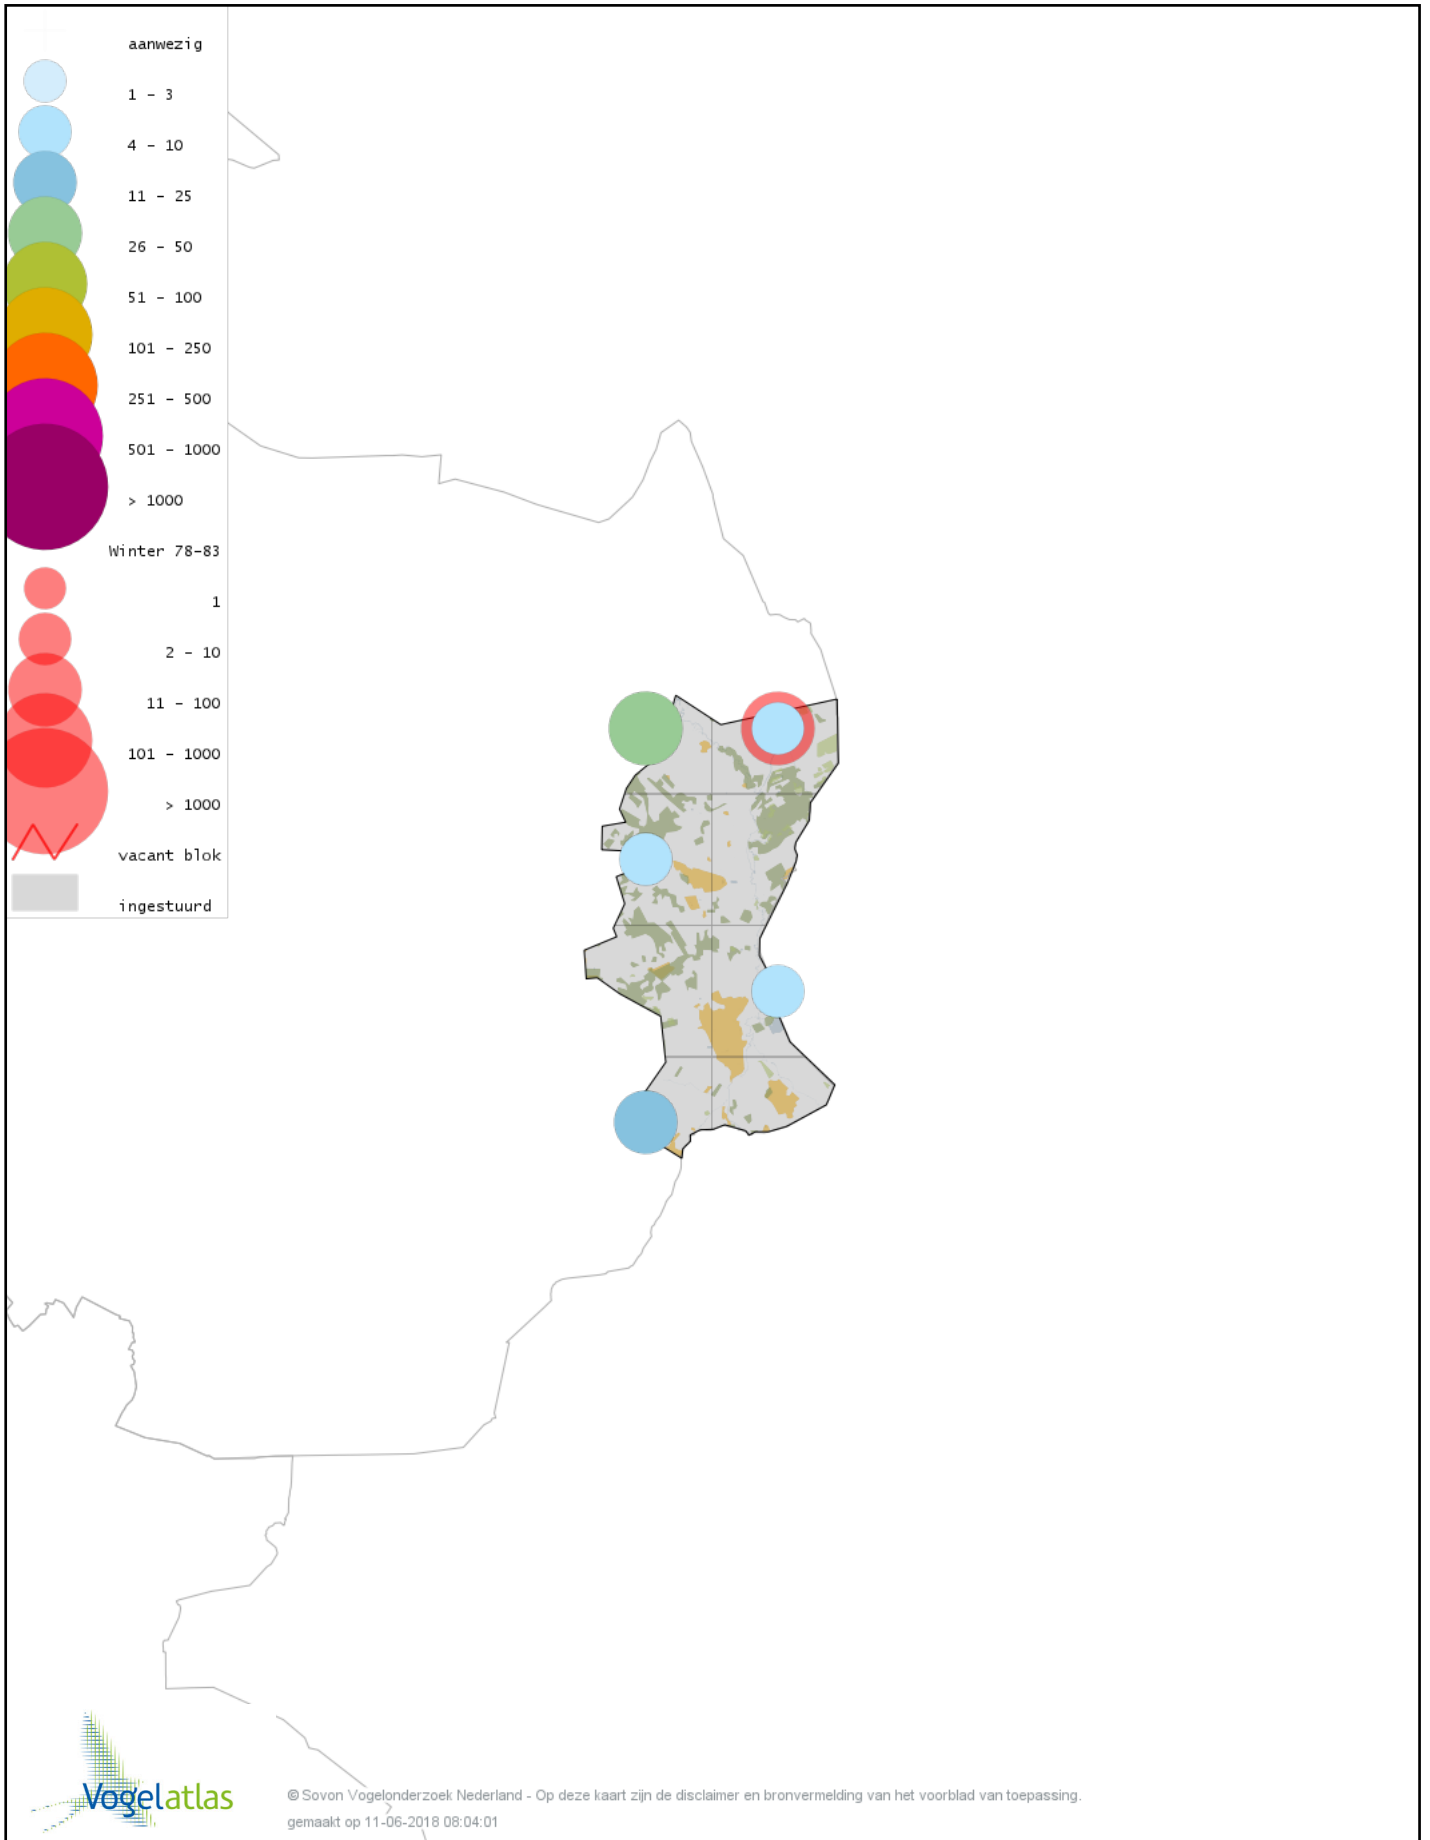 aanwezig
1 - 3
4 - 10
11 - 25
26 - 50
51 - 100
101 - 250
251 - 500
501 - 1000
> 1000
Winter 78-83
1
2 - 10
11 - 100
101 - 1000
> 1000
vacant blok
ingestuurd
Vogelatlas
© Sovon Vogelonderzoek Nederland - Op deze kaart zijn de disclaimer en bronvermelding van het voorblad van toepassing.
gemaakt op 11-06-2018 08:04:01